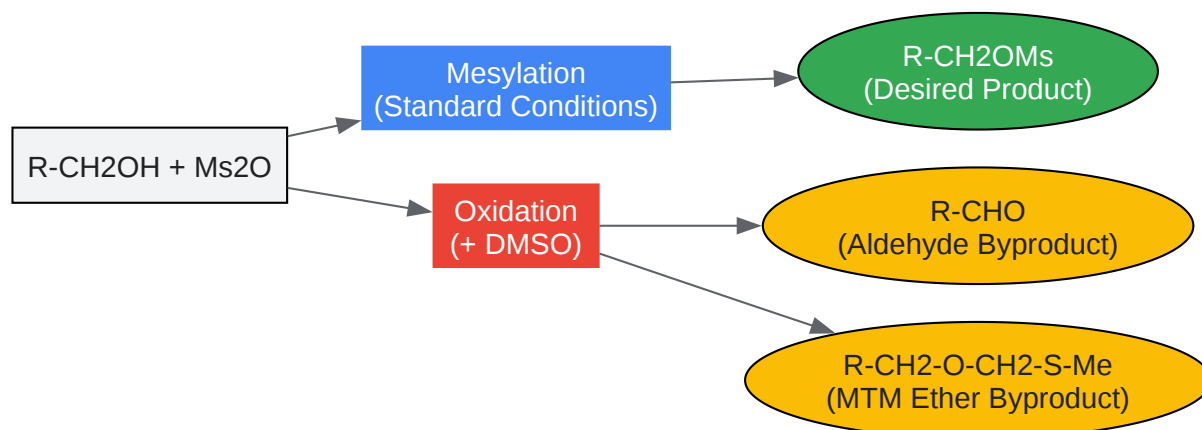 R-CH2OH + Ms2O
Mesylation
(Standard Conditions)
R-CH2OMs
(Desired Product)
Oxidation
(+ DMSO)
R-CHO
(Aldehyde Byproduct)
R-CH2-O-CH2-S-Me
(MTM Ether Byproduct)